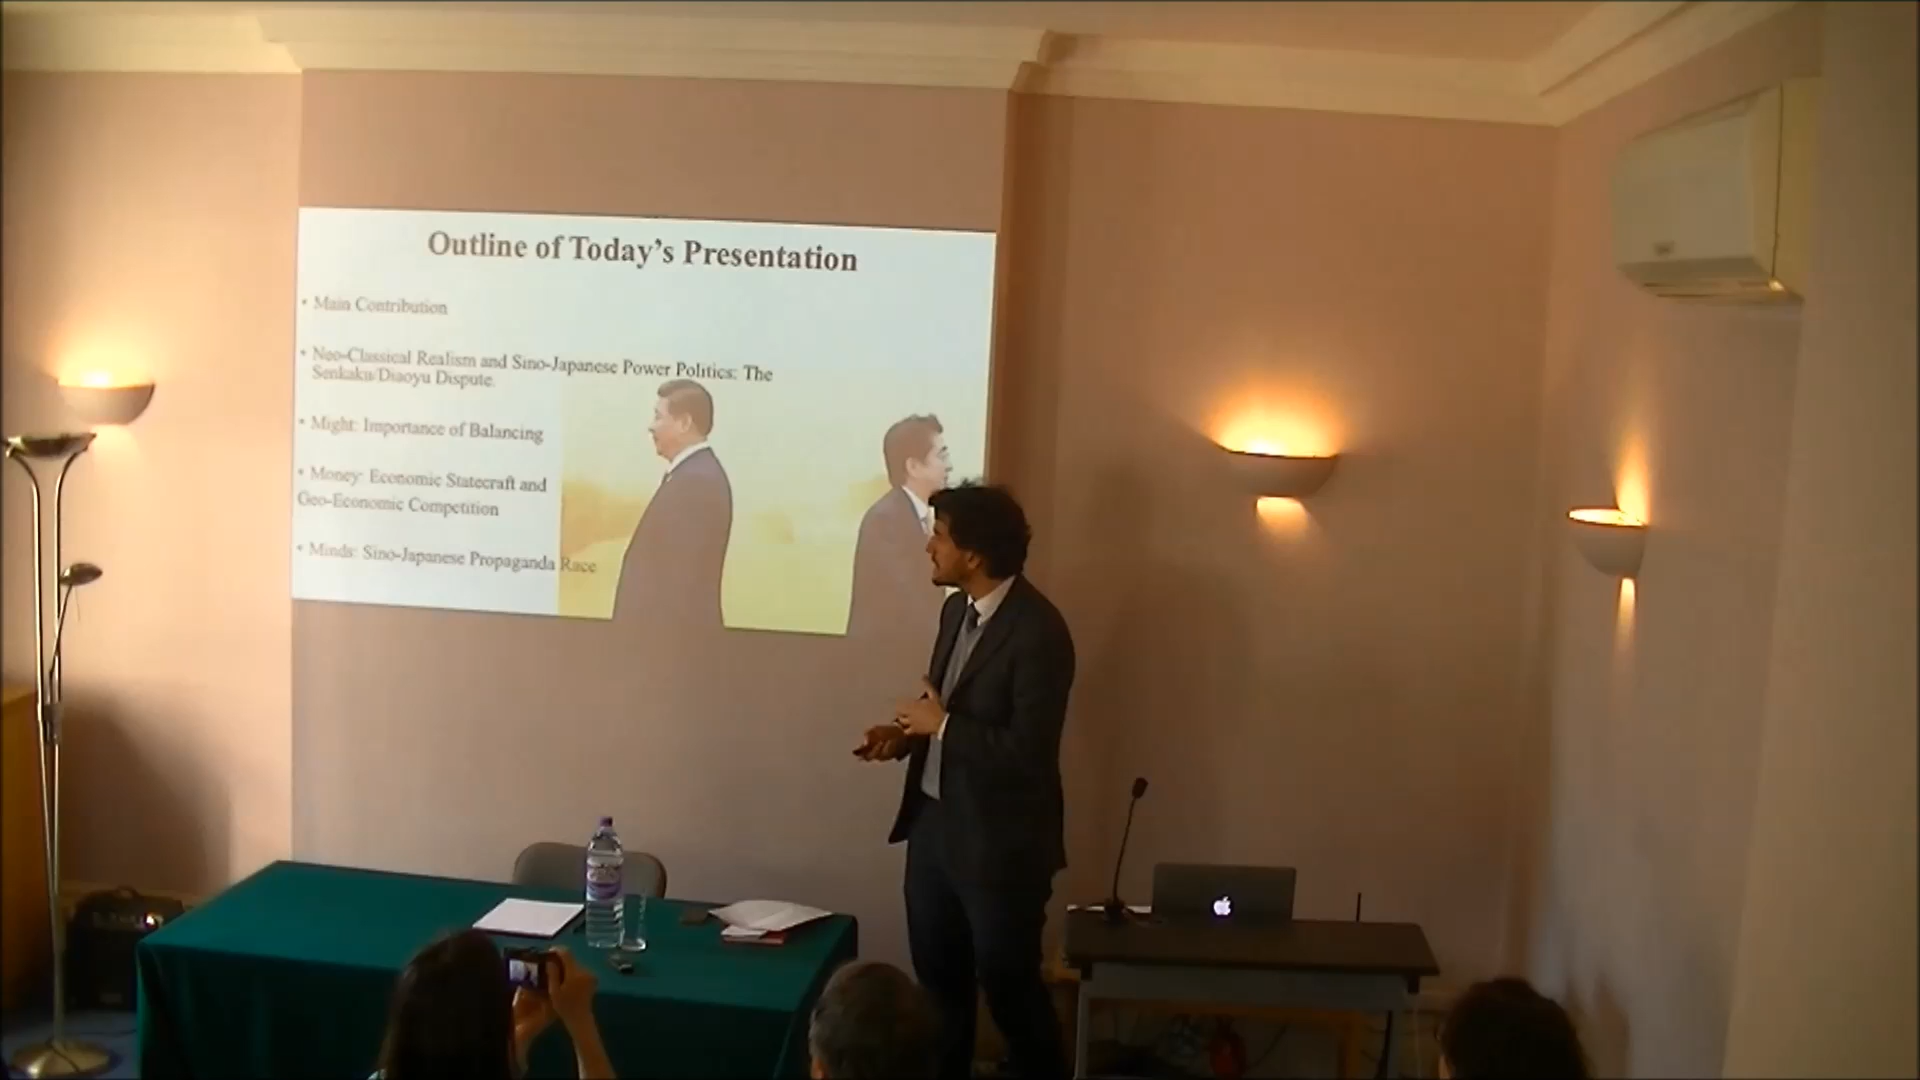 Outline of Today's Presentation
• Main Contribution
• Neo-Classical Realism and Sino-Japanese Power Politics: The
Senkaku/Diaoyu Dispute.
• Might: Importance of Balancing
• Money: Economic Statecraft and
Geo-Economic Competition
• Minds: Sino-Japanese Propaganda Race